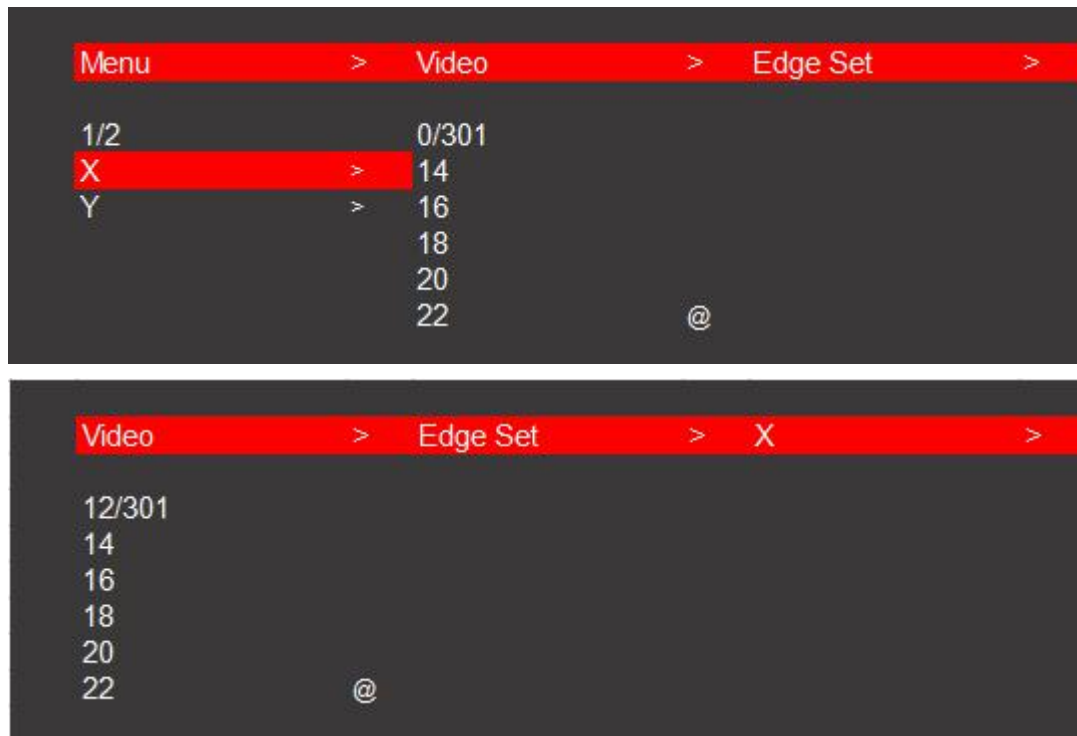 Menu > Video > Edge Set >
1/2 0/301
X > 14
Y > 16
18
20
22 @
Video > Edge Set > X >
12/301
14
16
18
20
22 @